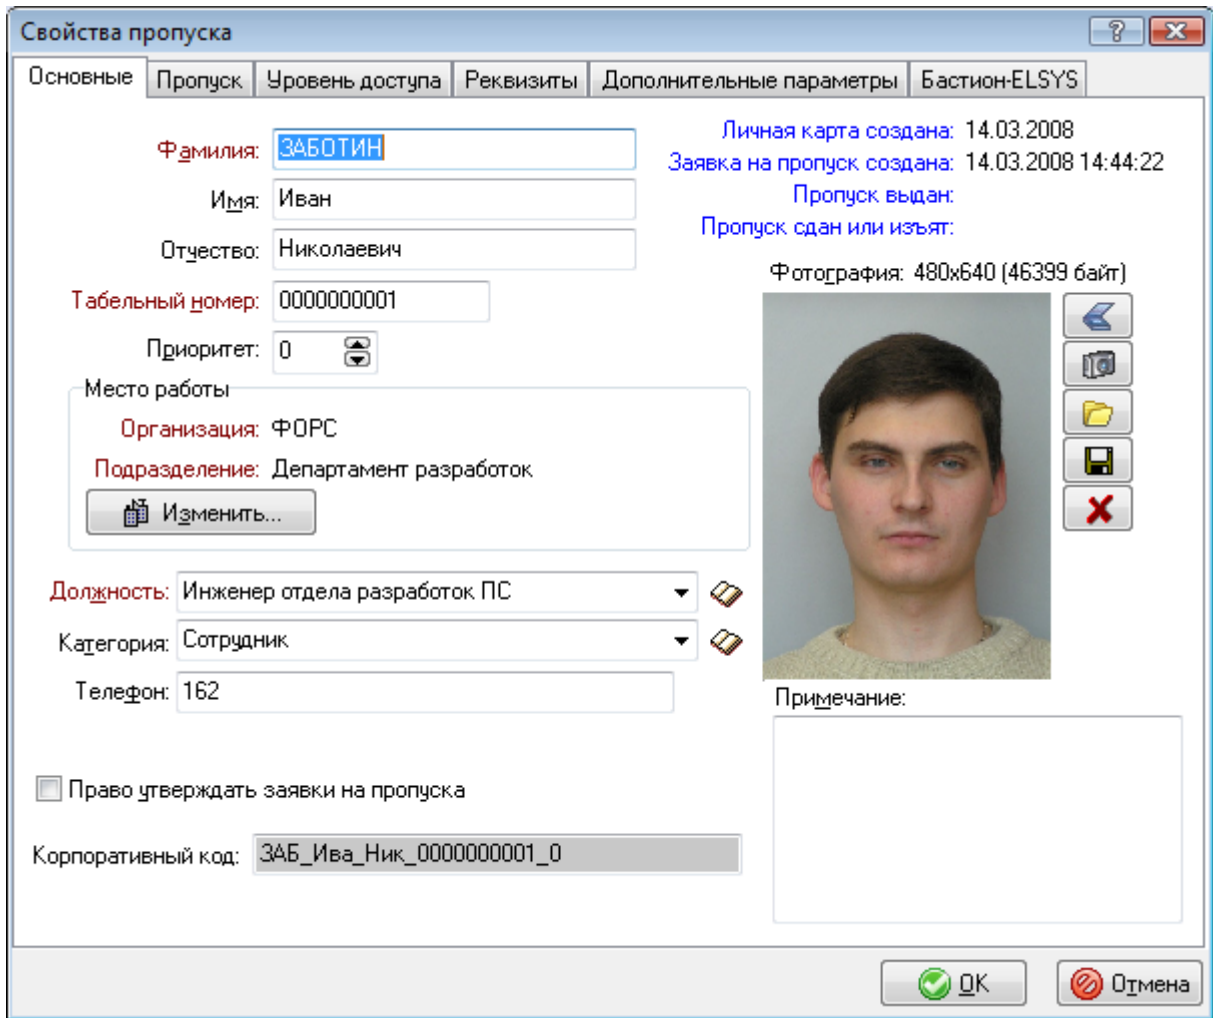 Свойства пропуска
Основные Пропуск Уровень доступа Реквизиты Дополнительные параметры Бастион-ELSYS
Фамилия: ЗАБОТИН
Имя: Иван
Отчество: Николаевич
Табельный номер: 0000000001
Приоритет: 0
Место работы
Организация: ФОРС
Подразделение: Департамент разработок
Изменить...
Должность: Инженер отдела разработок ПС
Категория: Сотрудник
Телефон: 162
Право утверждать заявки на пропуска
Корпоративный код: ЗАБ_Ива_Ник_0000000001_0
Личная карта создана: 14.03.2008
Заявка на пропуск создана: 14.03.2008 14:44:22
Пропуск выдан:
Пропуск сдан или изъят:
Фотография: 480x640 (46399 байт)
Примечание:
OK Отмена